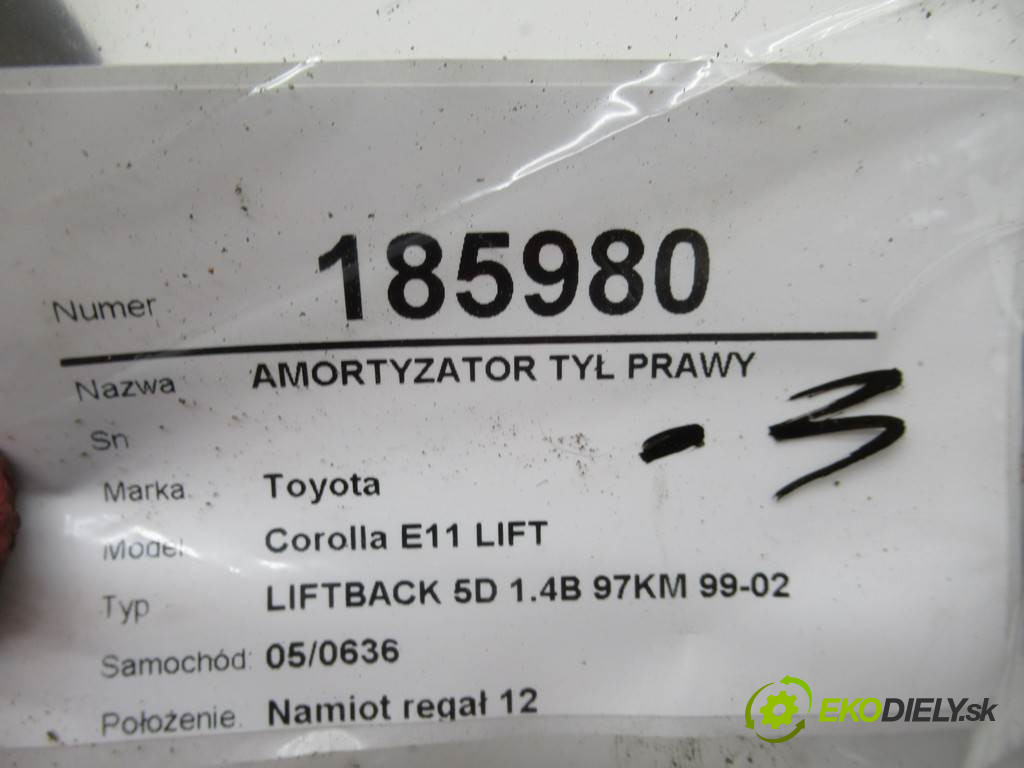 Numer 185980
Nazwa AMORTYZATOR TYŁ PRAWY
Sn - 3
Marka Toyota
Model Corolla E11 LIFT
Typ LIFTBACK 5D 1.4B 97KM 99-02
Samochód: 05/0636
Położenie Namiot regał 12
EKODIELY.sk